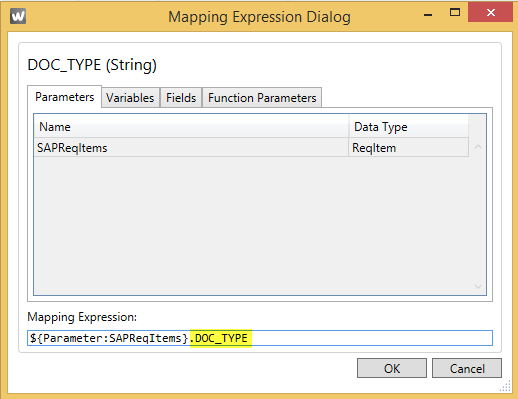 W
Mapping Expression Dialog
DOC_TYPE (String)
Parameters Variables Fields Function Parameters
Name Data Type
SAPReqItems ReqItem
Mapping Expression:
${Parameter:SAPReqItems}.DOC_TYPE
OK Cancel